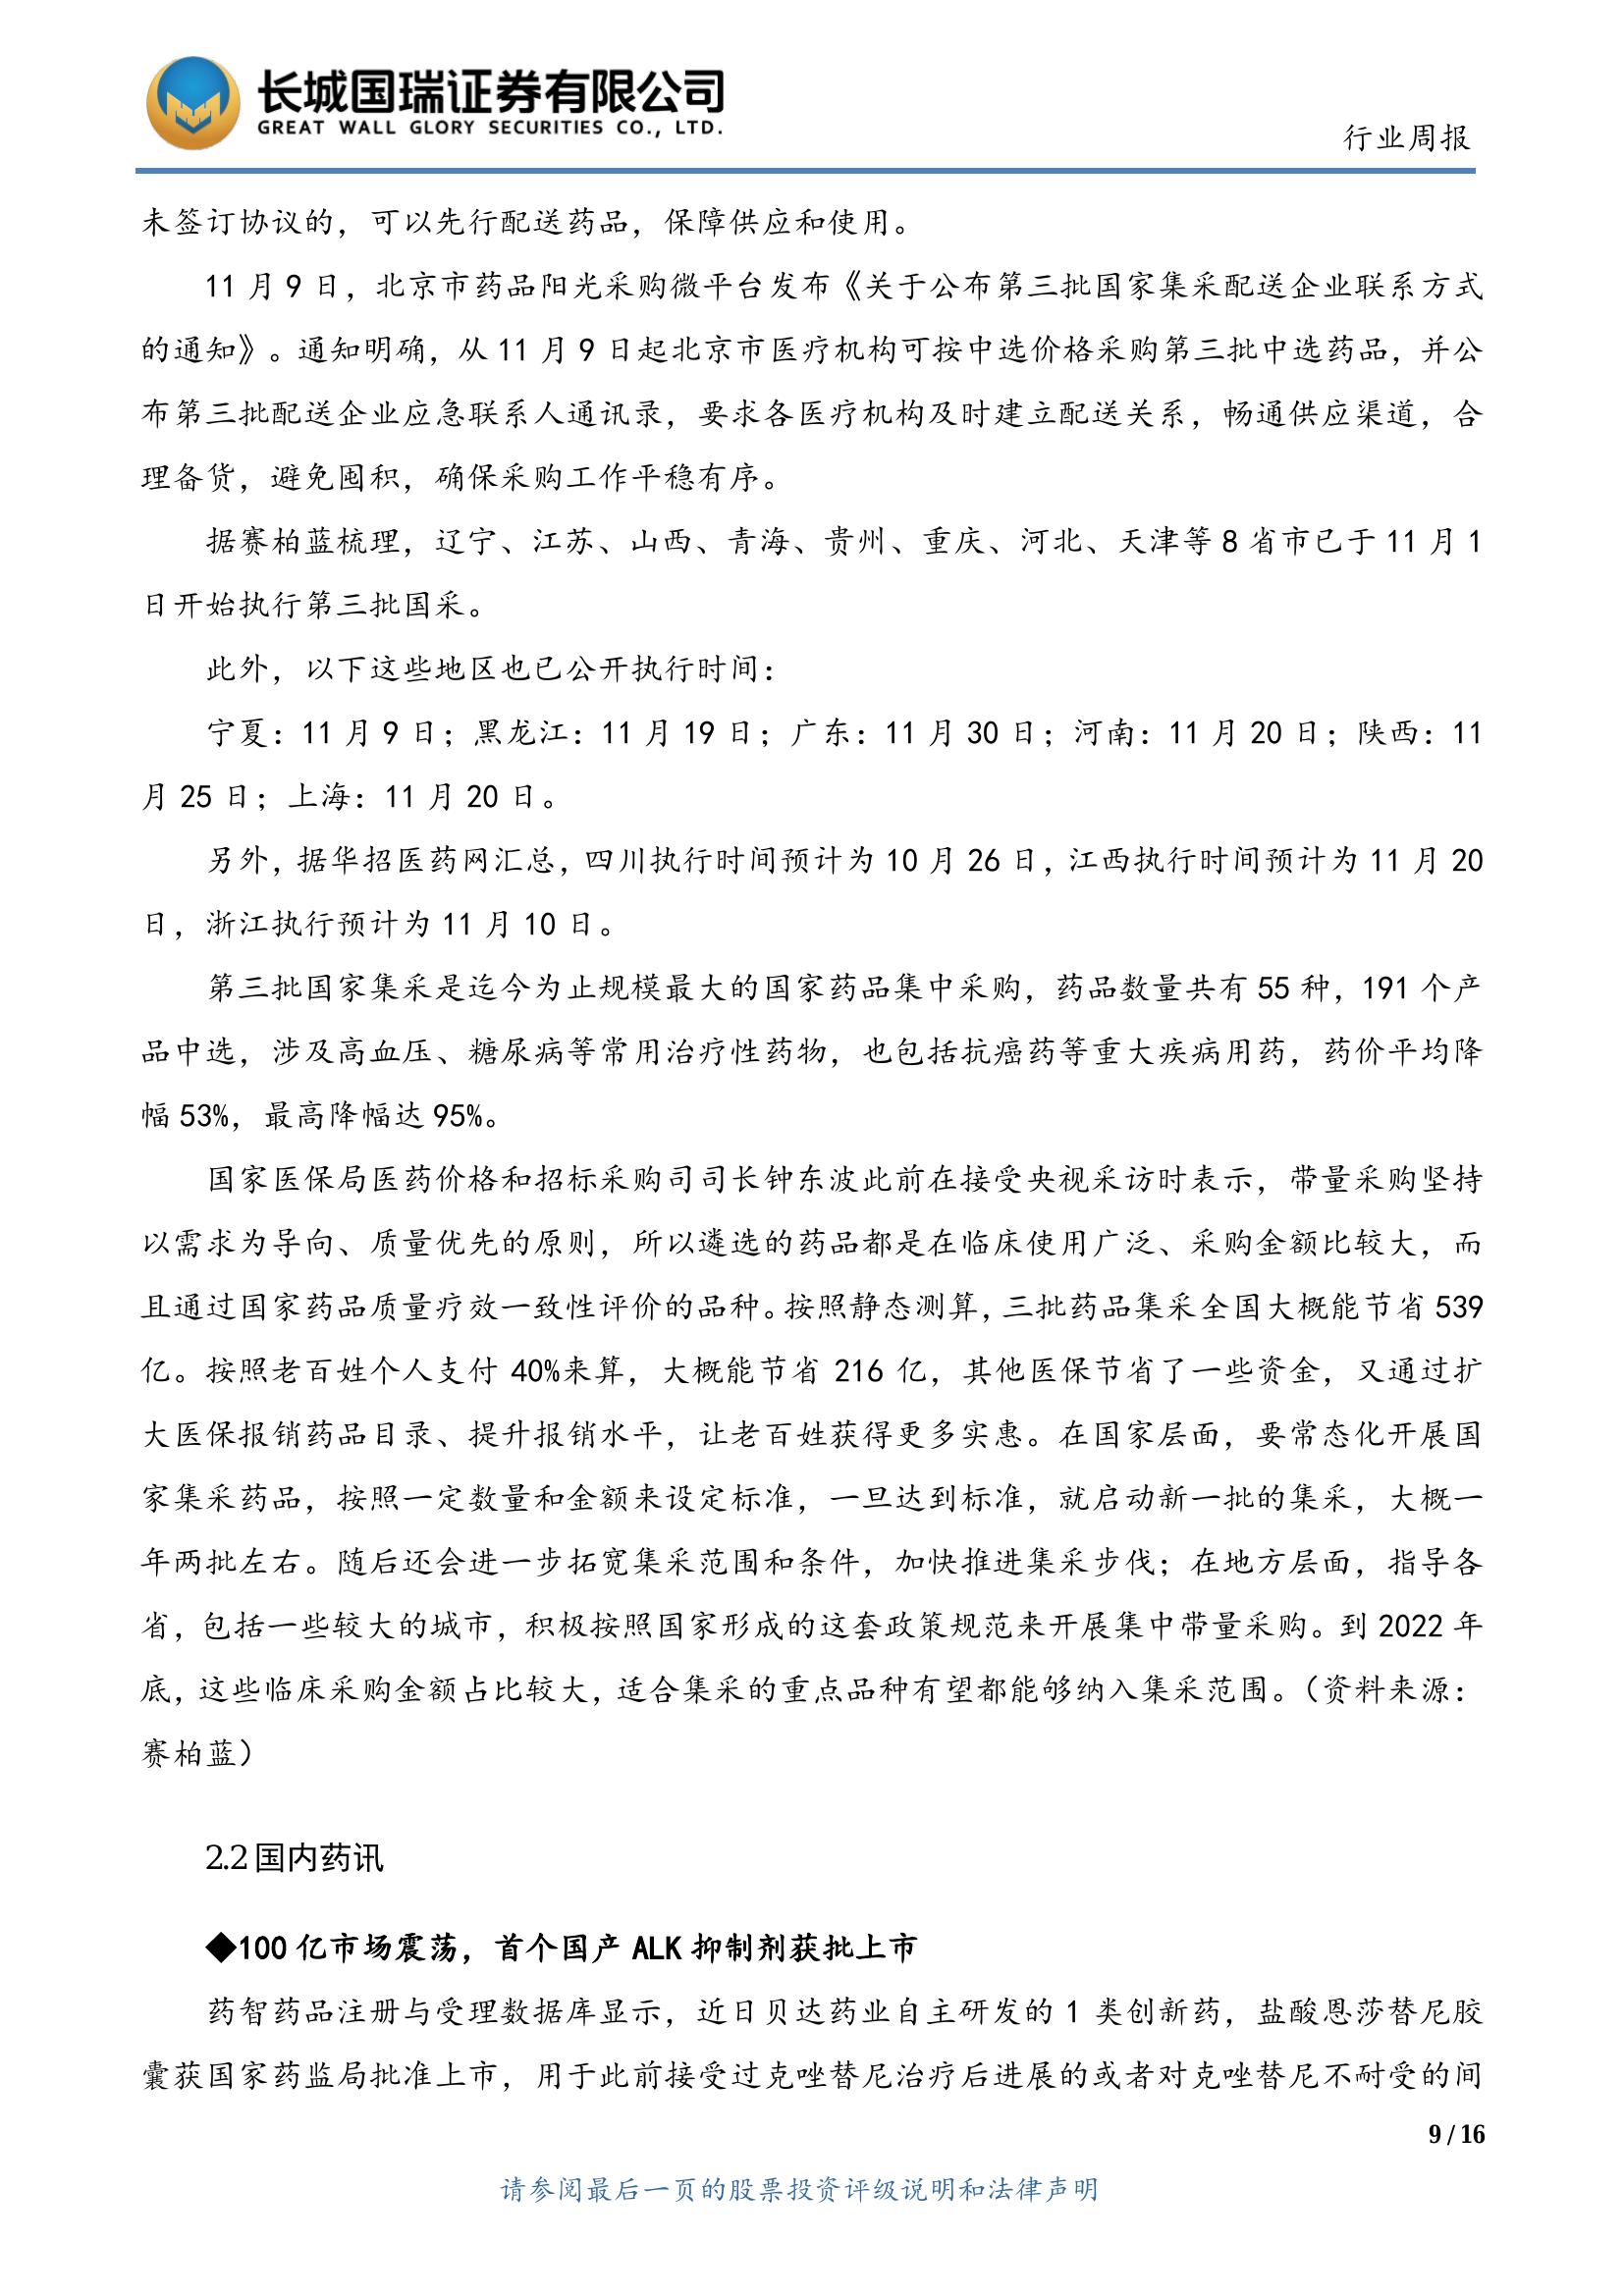 长城国瑞证券有限公司
GREAT WALL GLORY SECURITIES CO., LTD.
行业周报
未签订协议的，可以先行配送药品，保障供应和使用。
11 月 9 日，北京市药品阳光采购微平台发布《关于公布第三批国家集采配送企业联系方式
的通知》。通知明确，从 11 月 9 日起北京市医疗机构可按中选价格采购第三批中选药品，并公
布第三批配送企业应急联系人通讯录，要求各医疗机构及时建立配送关系，畅通供应渠道，合
理备货，避免囤积，确保采购工作平稳有序。
据赛柏蓝梳理，辽宁、江苏、山西、青海、贵州、重庆、河北、天津等 8 省市已于 11 月 1
日开始执行第三批国采。
此外，以下这些地区也已公开执行时间：
宁夏：11 月 9 日；黑龙江：11 月 19 日；广东：11 月 30 日；河南：11 月 20 日；陕西：11
月 25 日；上海：11 月 20 日。
另外，据华招医药网汇总，四川执行时间预计为 10 月 26 日，江西执行时间预计为 11 月 20
日，浙江执行预计为 11 月 10 日。
第三批国家集采是迄今为止规模最大的国家药品集中采购，药品数量共有 55 种，191 个产
品中选，涉及高血压、糖尿病等常用治疗性药物，也包括抗癌药等重大疾病用药，药价平均降
幅 53%，最高降幅达 95%。
国家医保局医药价格和招标采购司司长钟东波此前在接受央视采访时表示，带量采购坚持
以需求为导向、质量优先的原则，所以遴选的药品都是在临床使用广泛、采购金额比较大，而
且通过国家药品质量疗效一致性评价的品种。按照静态测算，三批药品集采全国大概能节省 539
亿。按照老百姓个人支付 40%来算，大概能节省 216 亿，其他医保节省了一些资金，又通过扩
大医保报销药品目录、提升报销水平，让老百姓获得更多实惠。在国家层面，要常态化开展国
家集采药品，按照一定数量和金额来设定标准，一旦达到标准，就启动新一批的集采，大概一
年两批左右。随后还会进一步拓宽集采范围和条件，加快推进集采步伐；在地方层面，指导各
省，包括一些较大的城市，积极按照国家形成的这套政策规范来开展集中带量采购。到 2022 年
底，这些临床采购金额占比较大，适合集采的重点品种有望都能够纳入集采范围。（资料来源：
赛柏蓝）
2.2 国内药讯
◆100 亿市场震荡，首个国产 ALK 抑制剂获批上市
药智药品注册与受理数据库显示，近日贝达药业自主研发的 1 类创新药，盐酸恩莎替尼胶
囊获国家药监局批准上市，用于此前接受过克唑替尼治疗后进展的或者对克唑替尼不耐受的间
9 / 16
请参阅最后一页的股票投资评级说明和法律声明